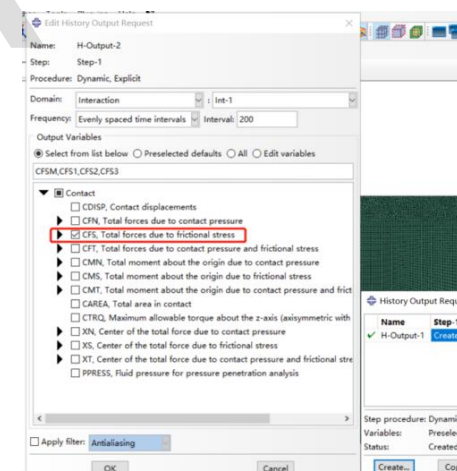 Edit History Output Request
Name: H-Output-2
Step: Step-1
Procedure: Dynamic, Explicit
Domain: Interaction : Int-1
Frequency: Evenly spaced time intervals Interval: 200
Output Variables
Select from list below Preselected defaults All Edit variables
CFSM,CFS1,CFS2,CFS3
Contact
CDISP, Contact displacements
CFN, Total forces due to contact pressure
CFS, Total forces due to frictional stress
CFT, Total forces due to contact pressure and frictional stress
CMN, Total moment about the origin due to contact pressure
CMS, Total moment about the origin due to frictional stress
CMT, Total moment about the origin due to contact pressure and frict
CAREA, Total area in contact
CTRQ, Maximum allowable torque about the z-axis (axisymmetric with
XN, Center of the total force due to contact pressure
XS, Center of the total force due to frictional stress
XT, Center of the total force due to contact pressure and frictional stre
PPRESS, Fluid pressure for pressure penetration analysis
Apply filter: Antialiasing
OK Cancel
History Output Requ
Name Step-1
H-Output-1 Create
Step procedure: Dynami
Variables: Presele
Status: Created
Create... Co